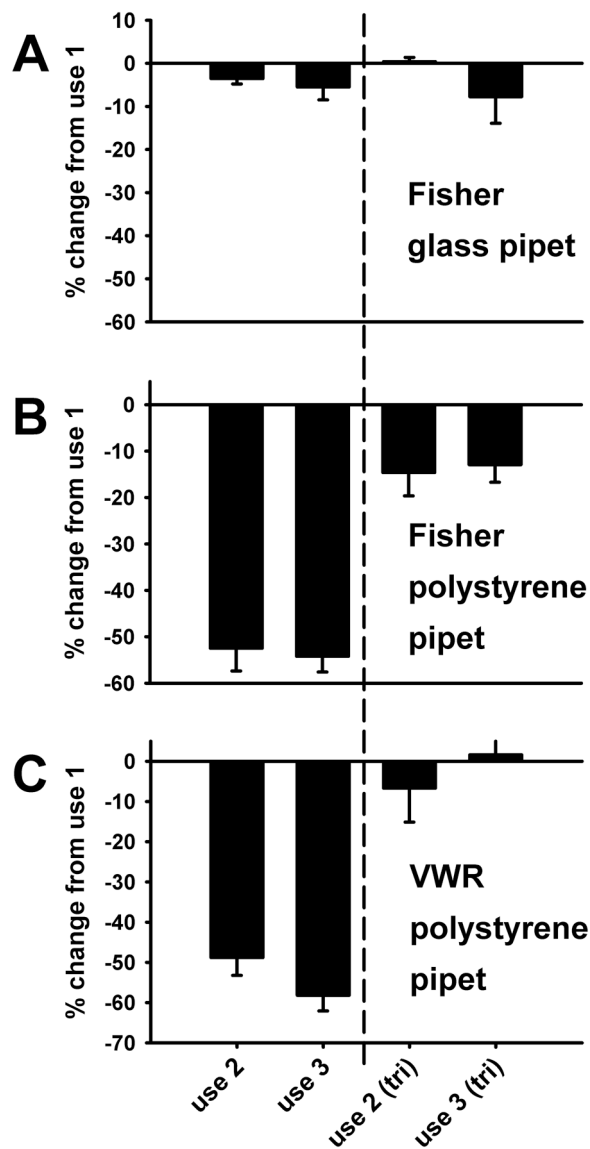 A
% change from use 1
10
0
-10
-20
-30
-40
-50
-60
Fisher
glass pipet
B
% change from use 1
0
-10
-20
-30
-40
-50
-60
Fisher
polystyrene
pipet
C
% change from use 1
0
-10
-20
-30
-40
-50
-60
-70
VWR
polystyrene
pipet
use 2
use 3
use 2 (tri)
use 3 (tri)